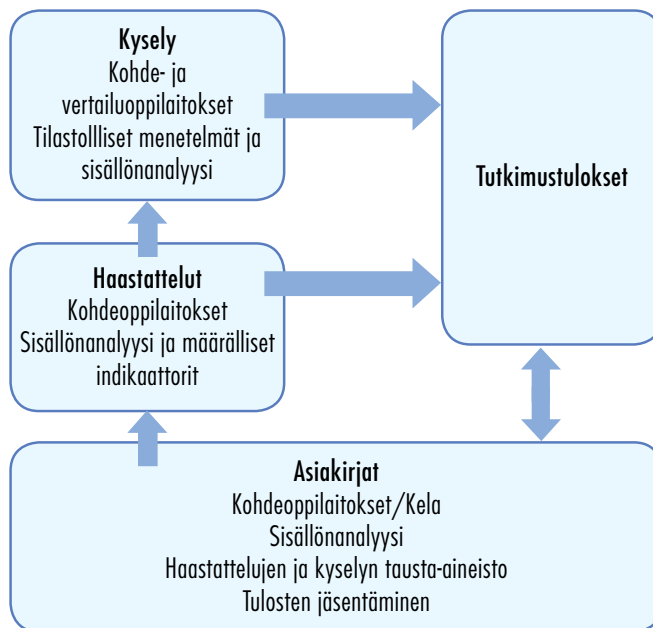 Kysely
Kohde- ja
vertailuoppilaitokset
Tilastollliset menetelmät ja
sisällönanalyysi
Tutkimustulokset
Haastattelut
Kohdeoppilaitokset
Sisällönanalyysi ja määrälliset
indikaattorit
Asiakirjat
Kohdeoppilaitokset/Kela
Sisällönanalyysi
Haastattelujen ja kyselyn tausta-aineisto
Tulosten jäsentäminen